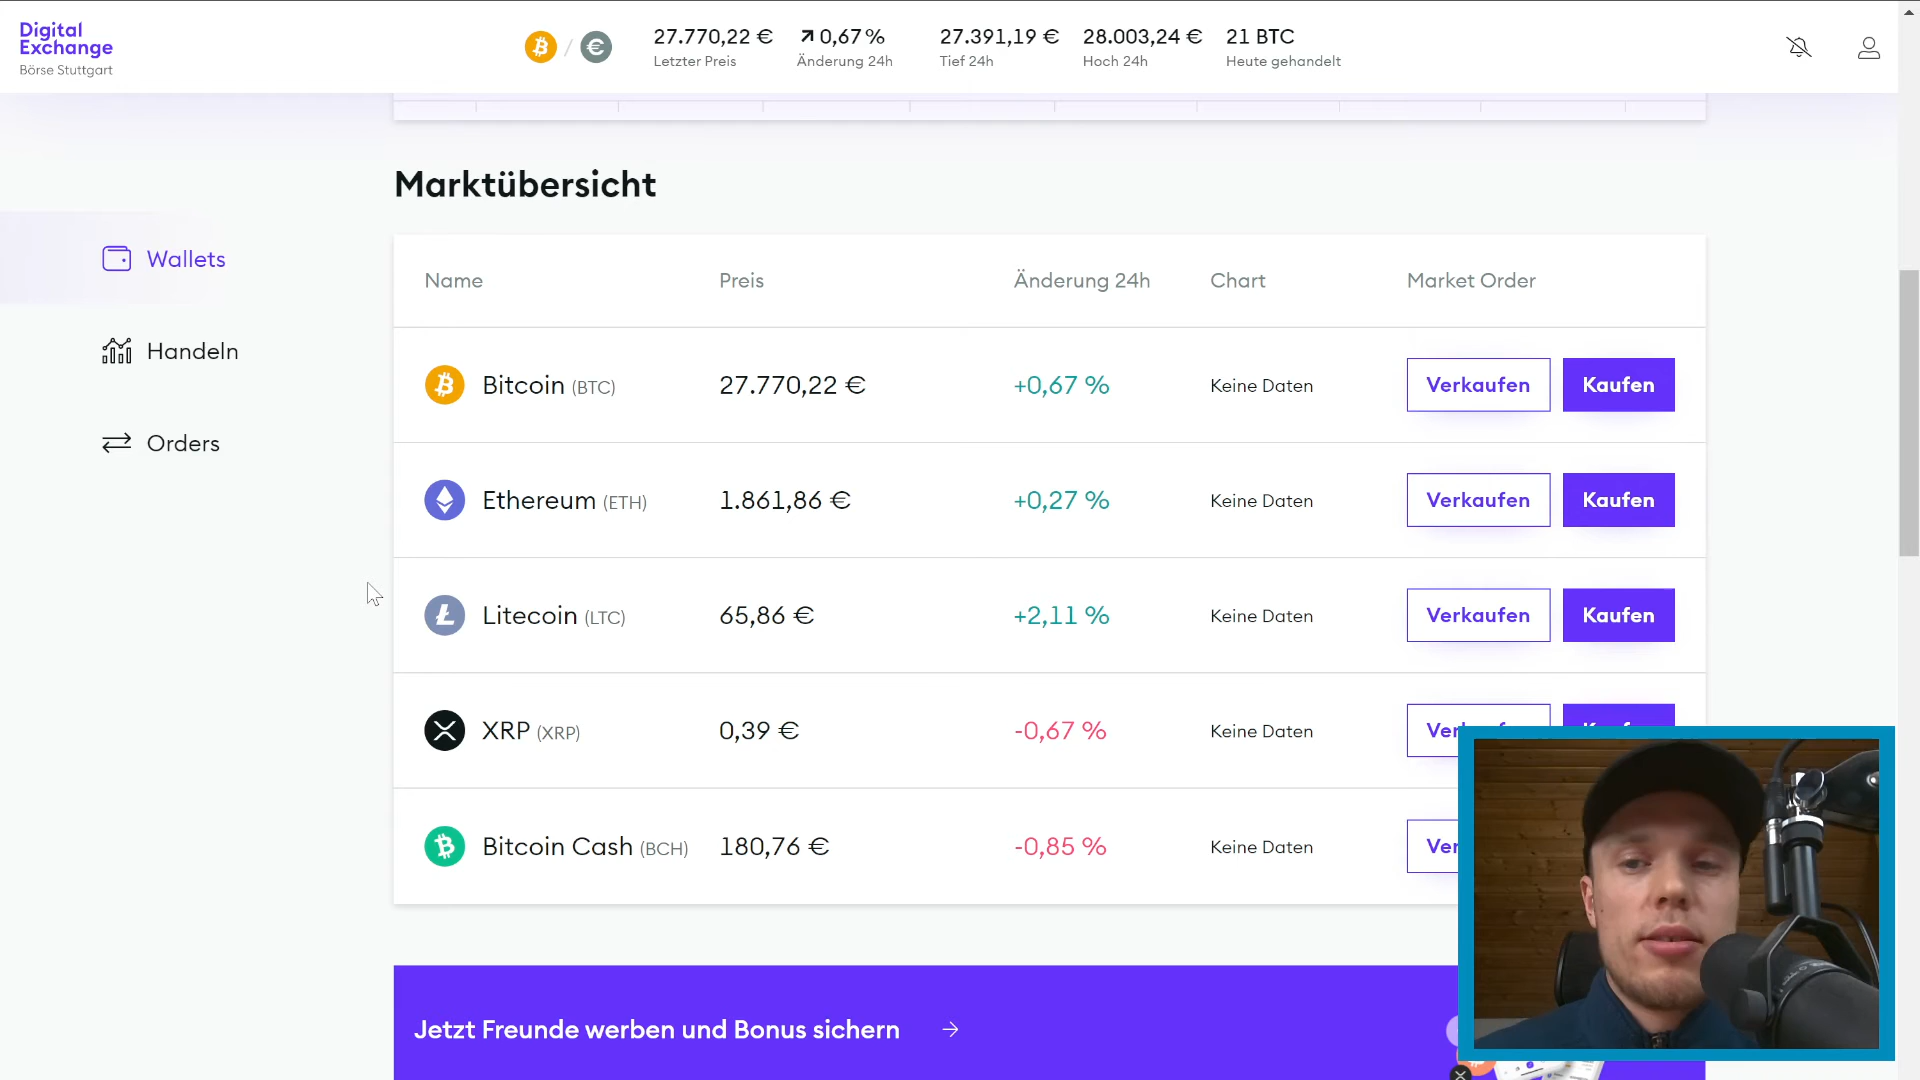 Digital
Exchange
Börse Stuttgart
27.770,22 €
Letzter Preis
0,67 %
Änderung 24h
27.391,19 €
Tief 24h
28.003,24 €
Hoch 24h
21 BTC
Heute gehandelt
Wallets
Handeln
Orders
Marktübersicht
Name Preis Änderung 24h Chart Market Order
Bitcoin (BTC) 27.770,22 € +0,67 % Keine Daten Verkaufen Kaufen
Ethereum (ETH) 1.861,86 € +0,27 % Keine Daten Verkaufen Kaufen
Litecoin (LTC) 65,86 € +2,11 % Keine Daten Verkaufen Kaufen
XRP (XRP) 0,39 € -0,67 % Keine Daten
Bitcoin Cash (BCH) 180,76 € -0,85 % Keine Daten
Jetzt Freunde werben und Bonus sichern